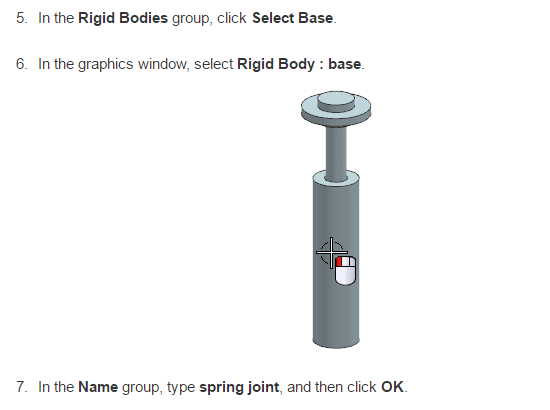 5. In the Rigid Bodies group, click Select Base.
6. In the graphics window, select Rigid Body : base.
7. In the Name group, type spring joint, and then click OK.